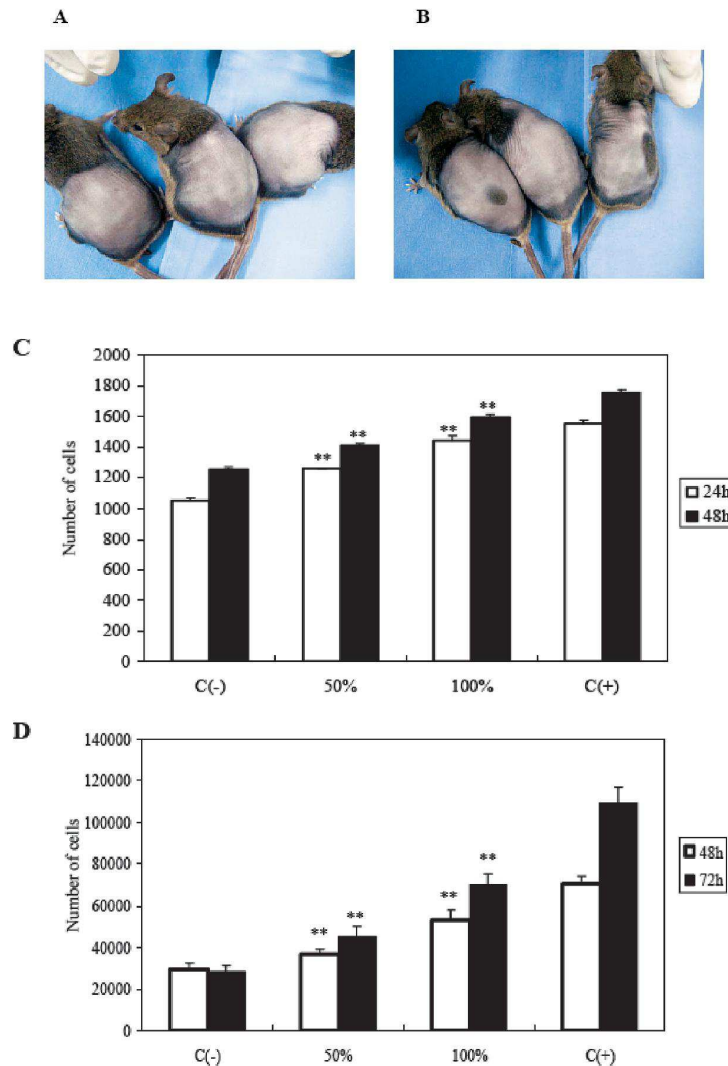 A
B
C
Number of cells
2000
1800
1600
1400
1200
1000
800
600
400
200
0
**
**
**
**
C(-)
50%
100%
C(+)
24h
48h
D
Number of cells
140000
120000
100000
80000
60000
40000
20000
0
**
**
**
**
C(-)
50%
100%
C(+)
48h
72h